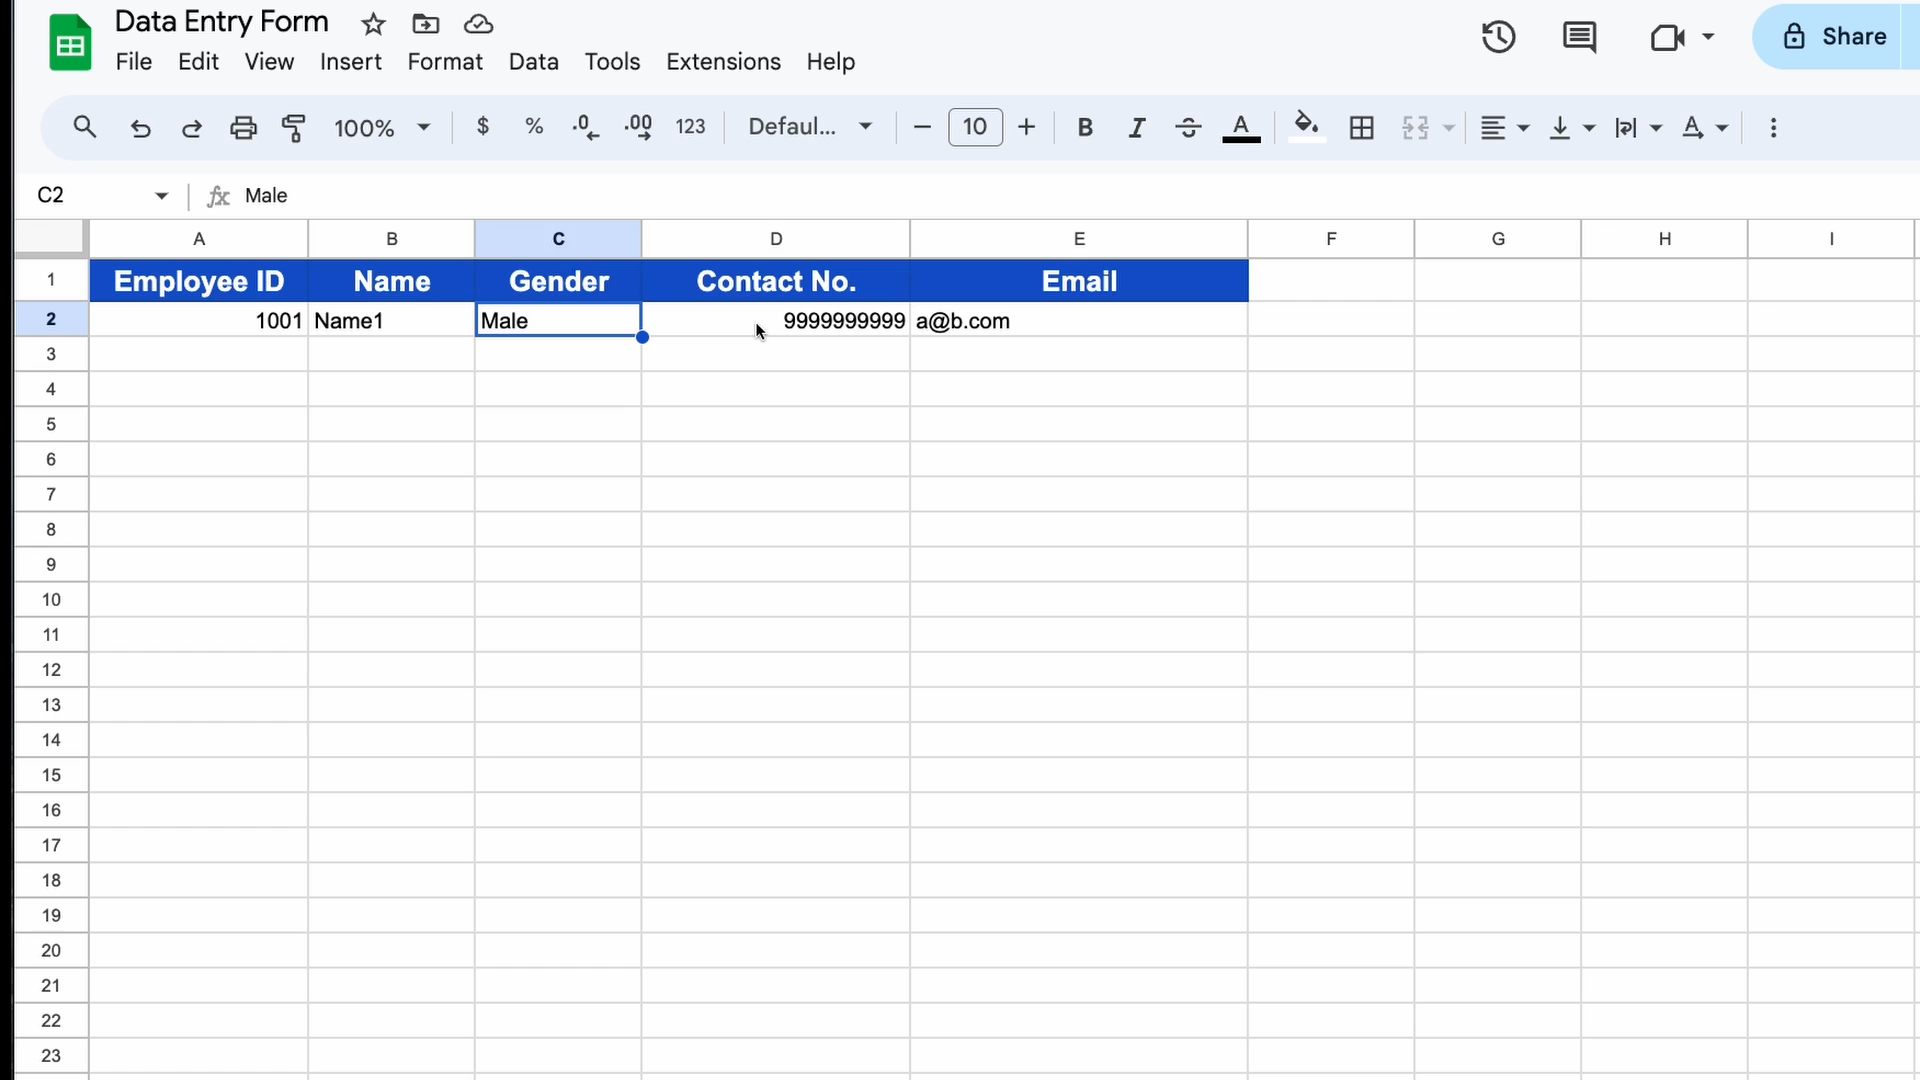 Data Entry Form
File Edit View Insert Format Data Tools Extensions Help
Share
100% $ % .0 .00 123 Defaul... 10 B I S A A
C2 fx Male
A B C D E F G H I
1 Employee ID Name Gender Contact No. Email
2 1001 Name1 Male 9999999999 a@b.com
3
4
5
6
7
8
9
10
11
12
13
14
15
16
17
18
19
20
21
22
23